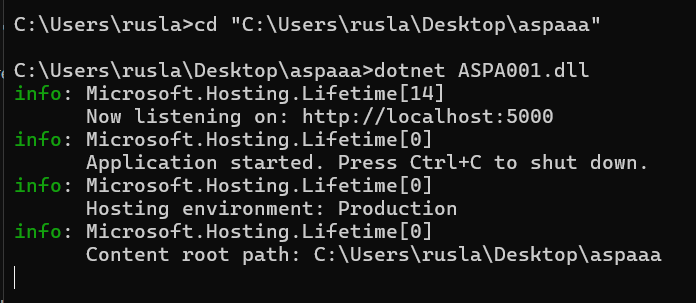 C:\Users\rusla>cd "C:\Users\rusla\Desktop\aspaaa"
C:\Users\rusla\Desktop\aspaaa>dotnet ASPA001.dll
info: Microsoft.Hosting.Lifetime[14]
      Now listening on: http://localhost:5000
info: Microsoft.Hosting.Lifetime[0]
      Application started. Press Ctrl+C to shut down.
info: Microsoft.Hosting.Lifetime[0]
      Hosting environment: Production
info: Microsoft.Hosting.Lifetime[0]
      Content root path: C:\Users\rusla\Desktop\aspaaa